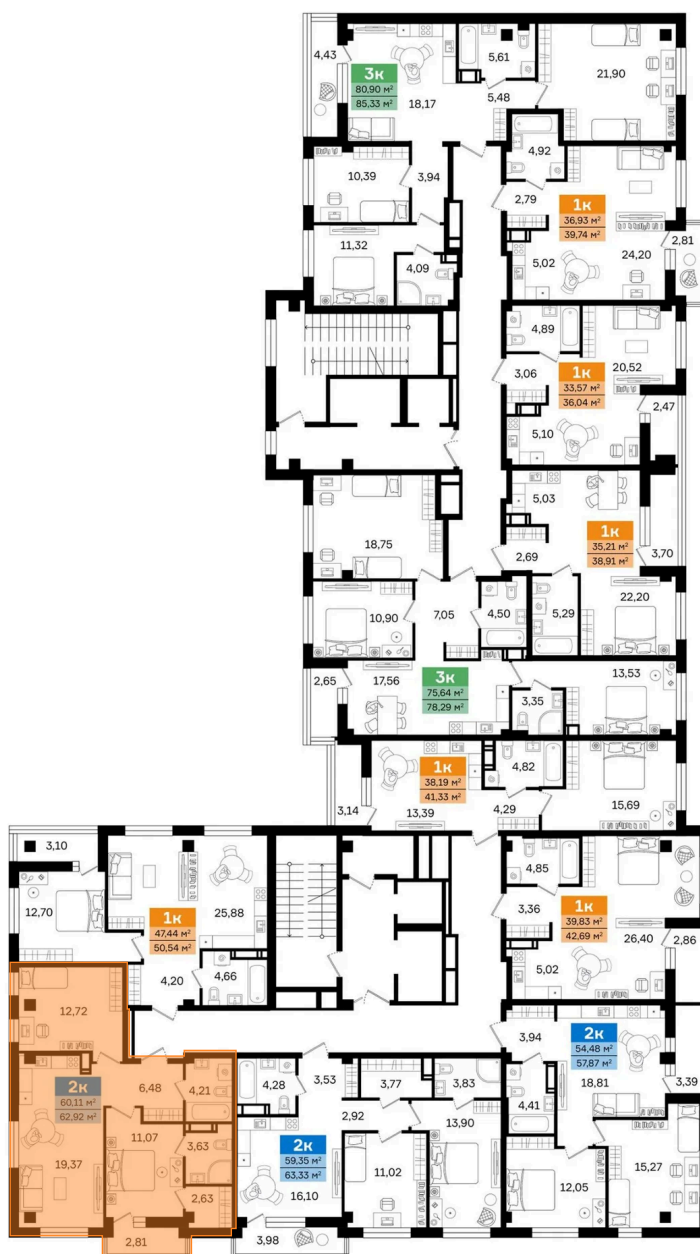 4,43
3к
80,90 м²
85,33 м²
18,17
5,61
5,48
21,90
10,39
3,94
4,92
2,79
1к
36,93 м²
39,74 м²
2,81
11,32
4,09
5,02
24,20
4,89
3,06
1к
33,57 м²
36,04 м²
20,52
2,47
5,10
5,03
18,75
2,69
1к
35,21 м²
38,91 м²
3,70
10,90
7,05
4,50
5,29
22,20
2,65
17,56
3к
75,64 м²
78,29 м²
3,35
13,53
1к
38,19 м²
41,33 м²
4,82
3,14
13,39
4,29
15,69
3,10
12,70
1к
47,44 м²
50,54 м²
25,88
4,20
4,66
4,85
3,36
1к
39,83 м²
42,69 м²
26,40
2,86
5,02
12,72
3,94
2к
54,48 м²
57,87 м²
18,81
3,39
4,41
2к
60,11 м²
62,92 м²
6,48
4,21
4,28
3,53
3,77
3,83
11,07
3,63
2,92
13,90
19,37
2,63
2к
59,35 м²
63,33 м²
16,10
11,02
12,05
15,27
2,81
3,98